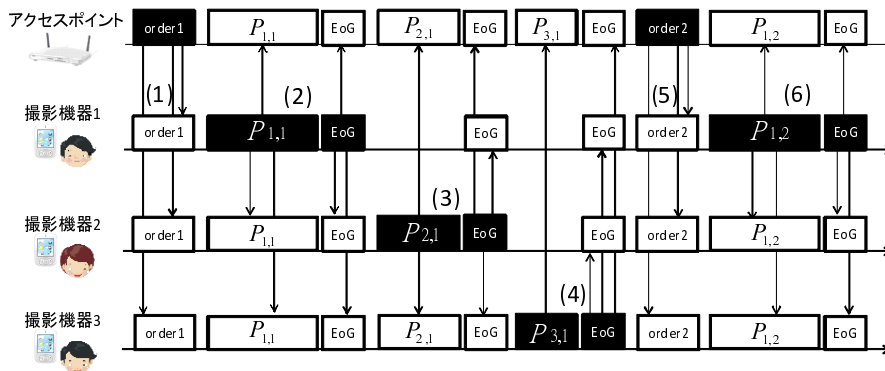 アクセスポイント order1 P1,1 EoG P2,1 EoG P3,1 EoG order2 P1,2 EoG
(1) (2) (5) (6)
撮影機器1 order1 P1,1 EoG EoG EoG order2 P1,2 EoG
(3)
撮影機器2 order1 P1,1 EoG P2,1 EoG EoG order2 P1,2 EoG
(4)
撮影機器3 order1 P1,1 EoG P2,1 EoG P3,1 EoG order2 P1,2 EoG